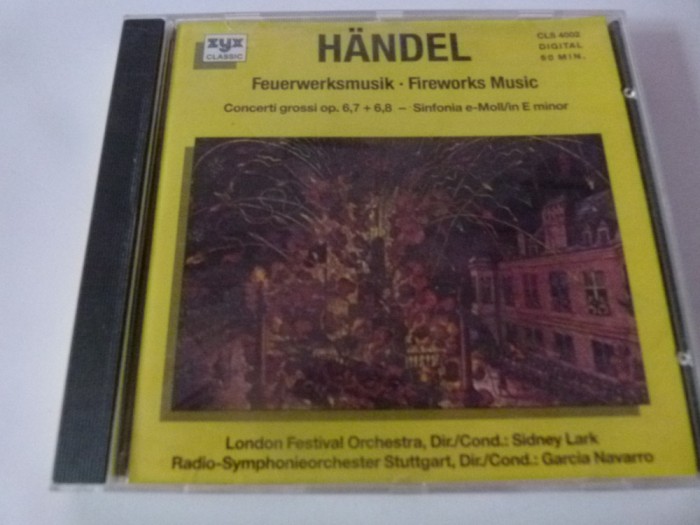 zyx
CLASSIC
HÄNDEL
CLS 4002
DIGITAL
60 MIN.
Feuerwerksmusik · Fireworks Music
Concerti grossi op. 6,7 + 6,8 – Sinfonia e-Moll/in E minor
London Festival Orchestra, Dir./Cond.: Sidney Lark
Radio-Symphonieorchester Stuttgart, Dir./Cond.: Garcia Navarro